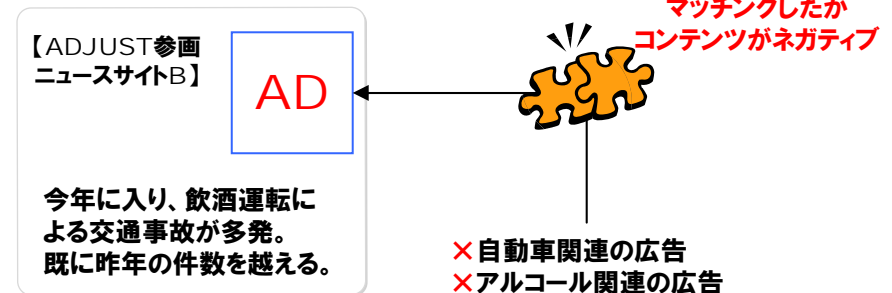 マッチングしたが
コンテンツがネガティブ
【ADJUST参画
ニュースサイトB】
AD
今年に入り、飲酒運転に
よる交通事故が多発。
既に昨年の件数を越える。
×自動車関連の広告
×アルコール関連の広告